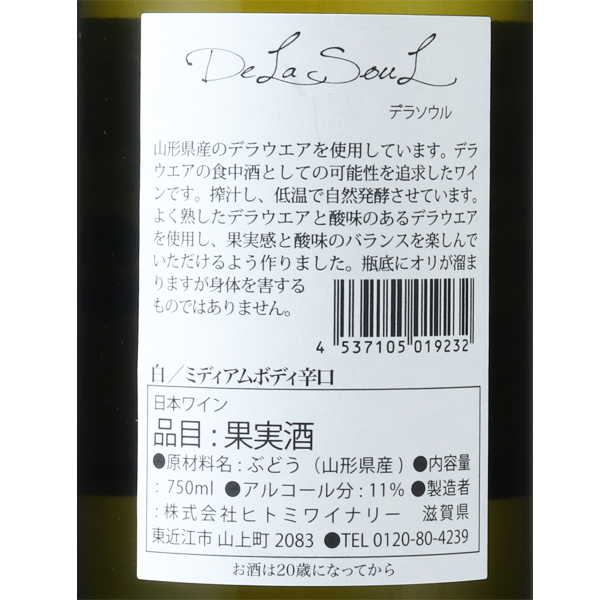 De La SouL
デラソウル
山形県産のデラウエアを使用しています。デラ
ウエアの食中酒としての可能性を追求したワイ
ンです。搾汁し、低温で自然発酵させています。
よく熟したデラウエアと酸味のあるデラウエア
を使用し、果実感と酸味のバランスを楽しんで
いただけるよう作りました。瓶底にオリが溜ま
りますが身体を害する
ものではありません。
4 537105 019232
白／ミディアムボディ辛口
日本ワイン
品目：果実酒
●原材料名：ぶどう（山形県産）●内容量
：750ml ●アルコール分：11% ●製造者
：株式会社ヒトミワイナリー 滋賀県
東近江市 山上町 2083 ●TEL 0120-80-4239
お酒は20歳になってから